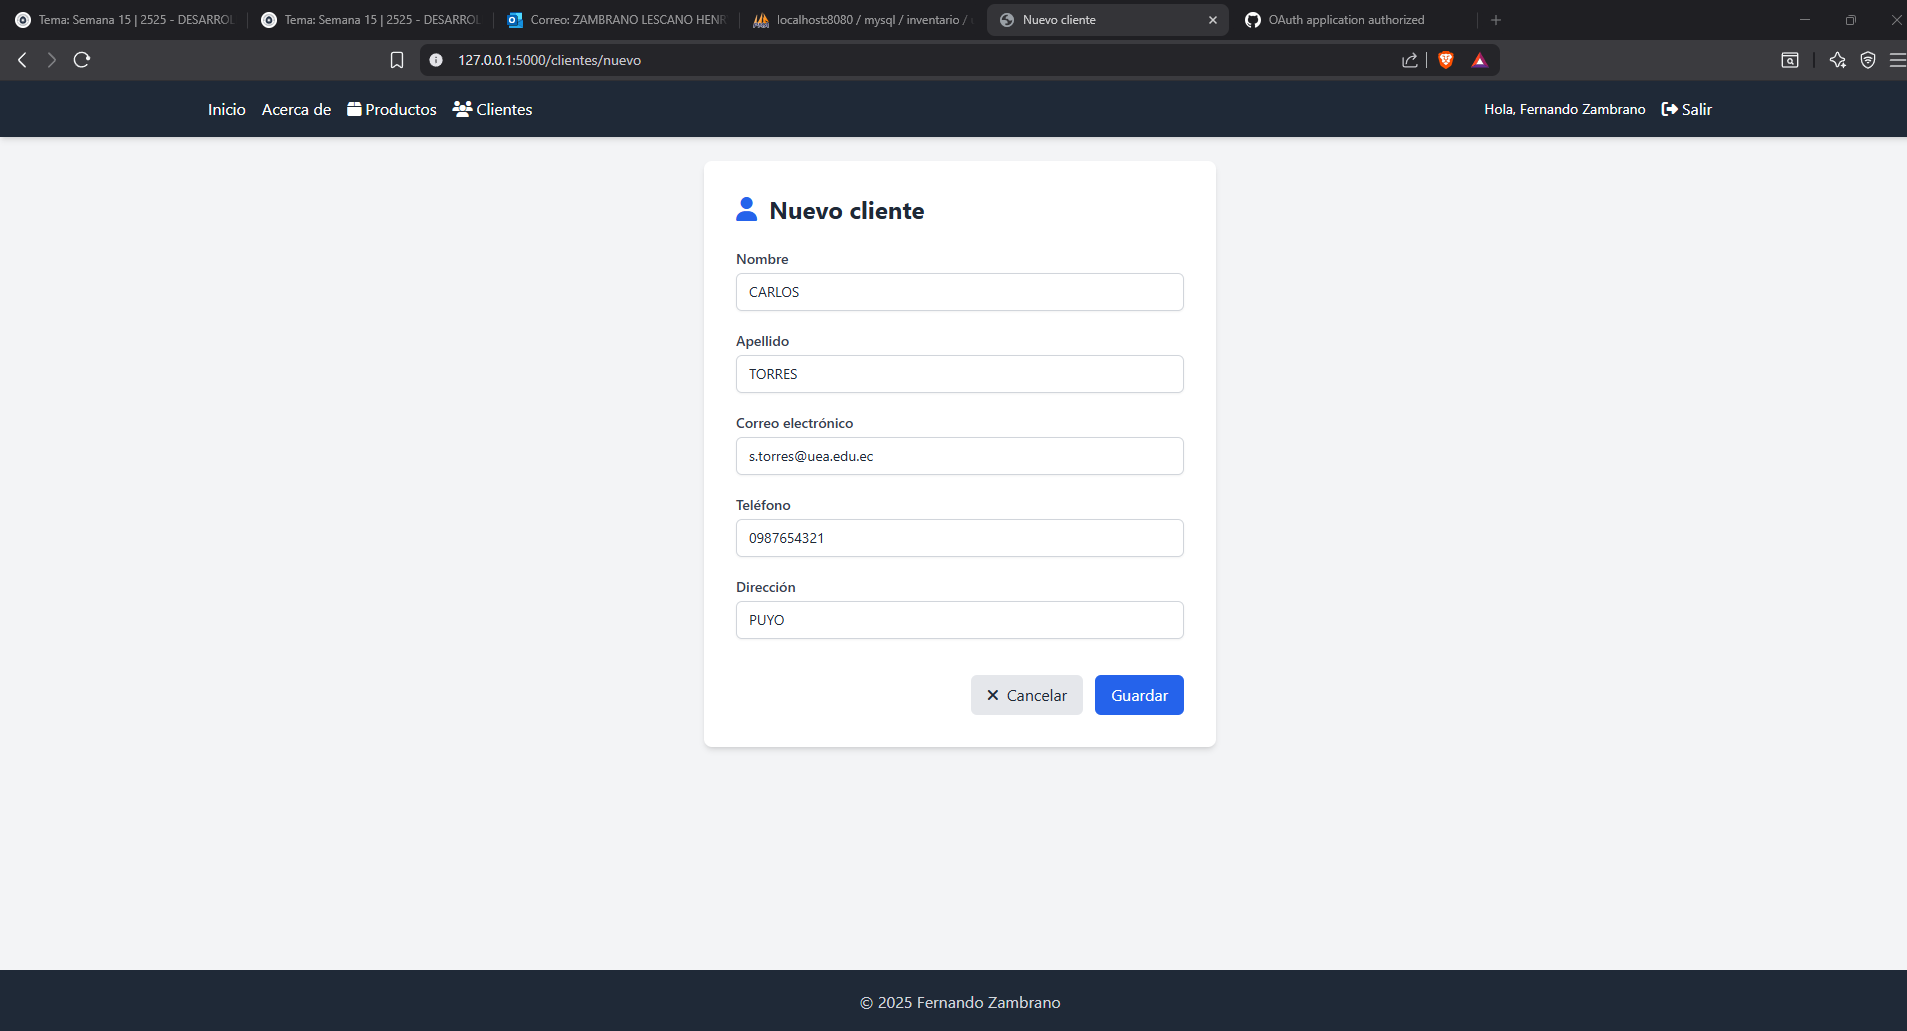 Tema: Semana 15 | 2525 - DESARROL
Tema: Semana 15 | 2525 - DESARROL
Correo: ZAMBRANO LESCANO HENR
localhost:8080 / mysql / inventario /
Nuevo cliente
OAuth application authorized
127.0.0.1:5000/clientes/nuevo
Inicio Acerca de Productos Clientes
Hola, Fernando Zambrano Salir
Nuevo cliente
Nombre
CARLOS
Apellido
TORRES
Correo electrónico
s.torres@uea.edu.ec
Teléfono
0987654321
Dirección
PUYO
Cancelar Guardar
© 2025 Fernando Zambrano